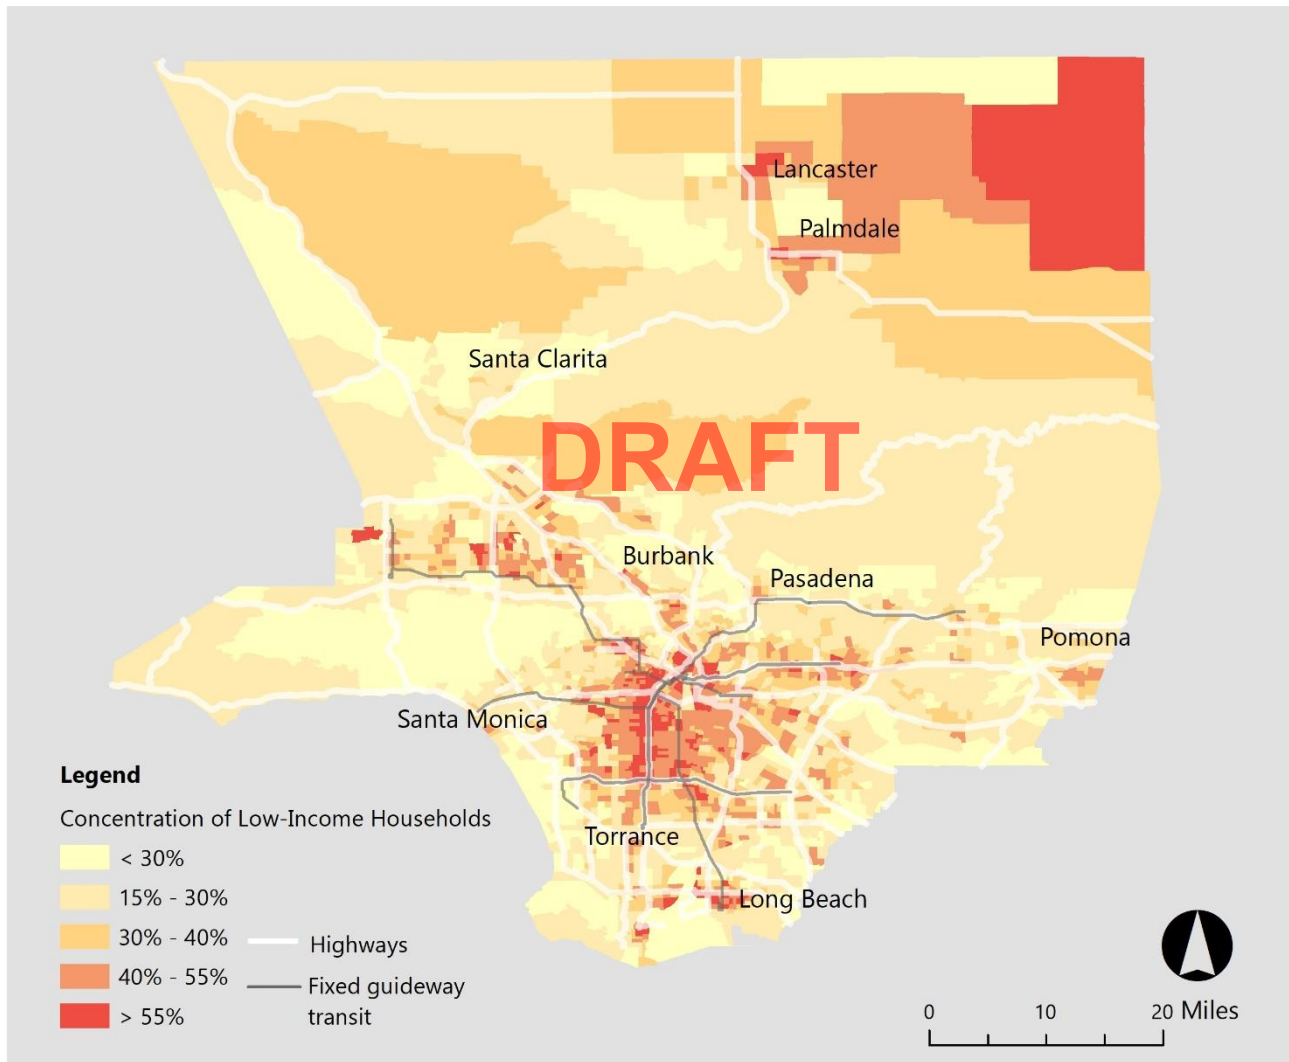 Lancaster
Palmdale
Santa Clarita
DRAFT
Burbank
Pasadena
Pomona
Santa Monica
Torrance
Long Beach
Legend
Concentration of Low-Income Households
< 30%
15% - 30%
30% - 40%
40% - 55%
> 55%
Highways
Fixed guideway
transit
0 10 20 Miles